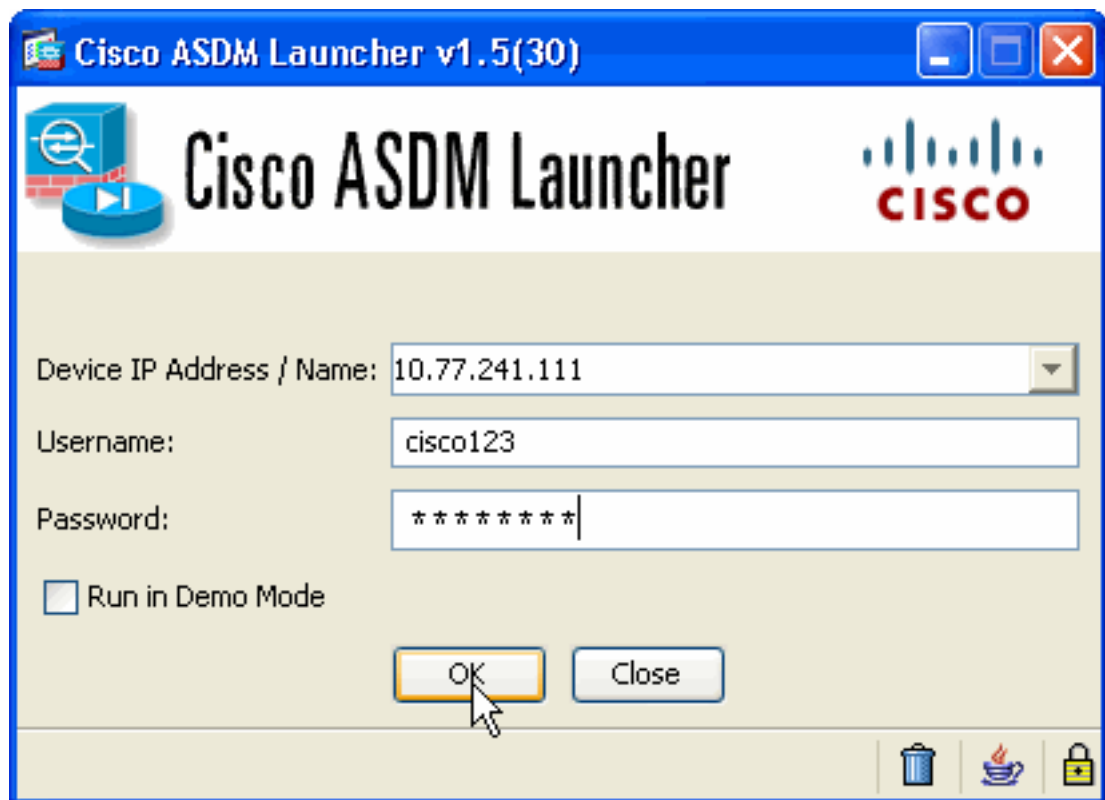 Cisco ASDM Launcher v1.5(30)
Cisco ASDM Launcher
CISCO
Device IP Address / Name: 10.77.241.111
Username: cisco123
Password: ********
Run in Demo Mode
OK Close